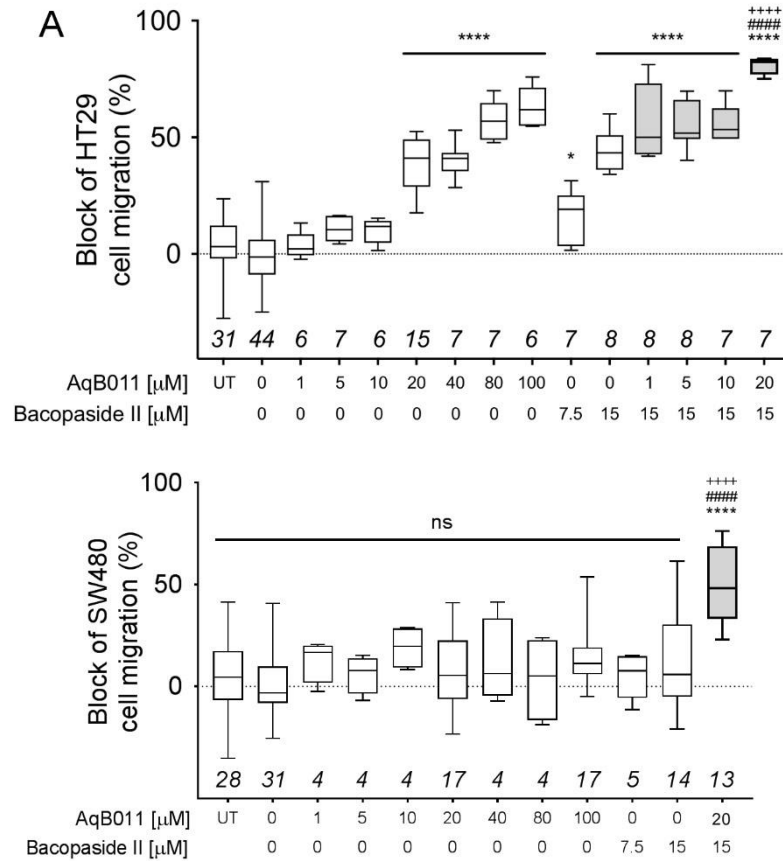 A
Block of HT29
cell migration (%)
100
50
0
**** **** ++++
####
****
*
31 44 6 7 6 15 7 7 6 7 8 8 8 7 7
AqB011 [µM] UT 0 1 5 10 20 40 80 100 0 0 1 5 10 20
Bacopaside II [µM] 0 0 0 0 0 0 0 0 7.5 15 15 15 15 15
Block of SW480
cell migration (%)
100
50
0
++++
####
****
ns
28 31 4 4 4 17 4 4 17 5 14 13
AqB011 [µM] UT 0 1 5 10 20 40 80 100 0 0 20
Bacopaside II [µM] 0 0 0 0 0 0 0 0 7.5 15 15